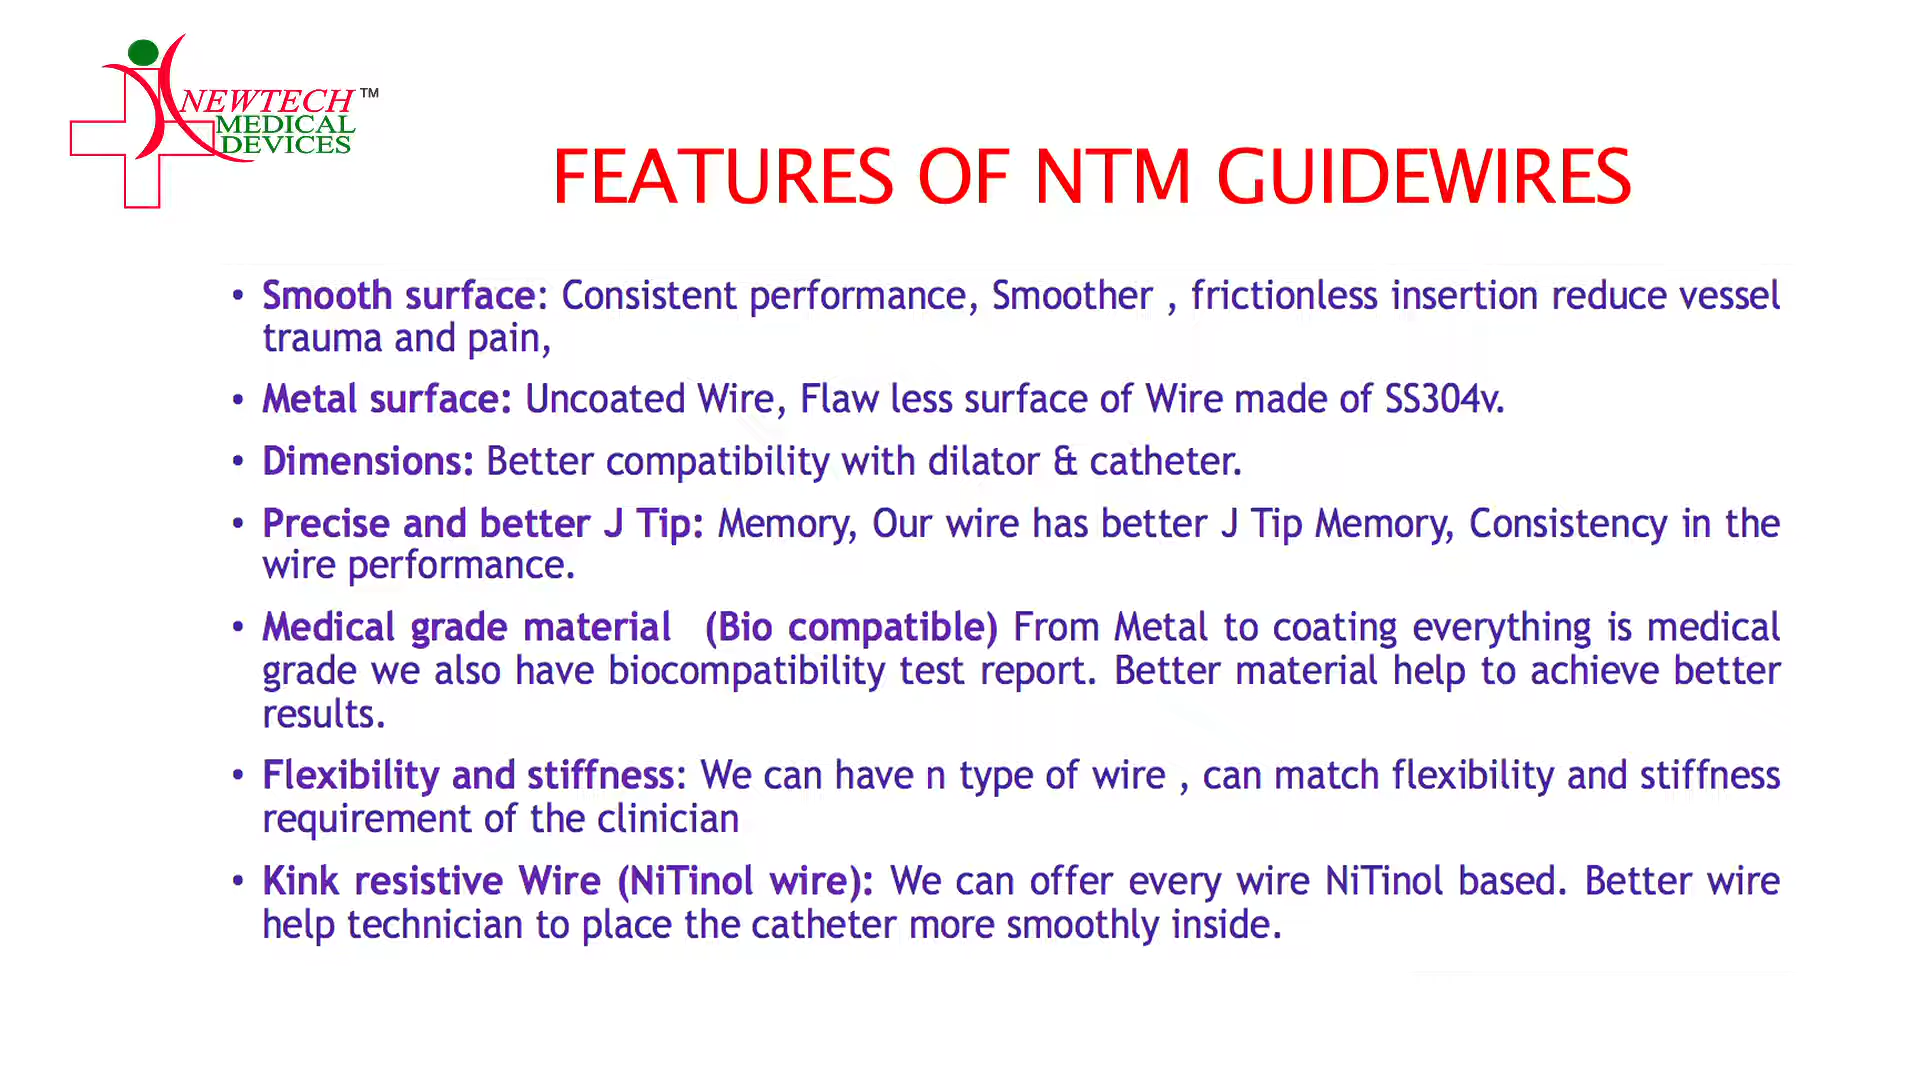 NEWTECH ™
MEDICAL
DEVICES
FEATURES OF NTM GUIDEWIRES
• Smooth surface: Consistent performance, Smoother , frictionless insertion reduce vessel
trauma and pain,
• Metal surface: Uncoated Wire, Flaw less surface of Wire made of SS304v.
• Dimensions: Better compatibility with dilator & catheter.
• Precise and better J Tip: Memory, Our wire has better J Tip Memory, Consistency in the
wire performance.
• Medical grade material (Bio compatible) From Metal to coating everything is medical
grade we also have biocompatibility test report. Better material help to achieve better
results.
• Flexibility and stiffness: We can have n type of wire , can match flexibility and stiffness
requirement of the clinician
• Kink resistive Wire (NiTinol wire): We can offer every wire NiTinol based. Better wire
help technician to place the catheter more smoothly inside.